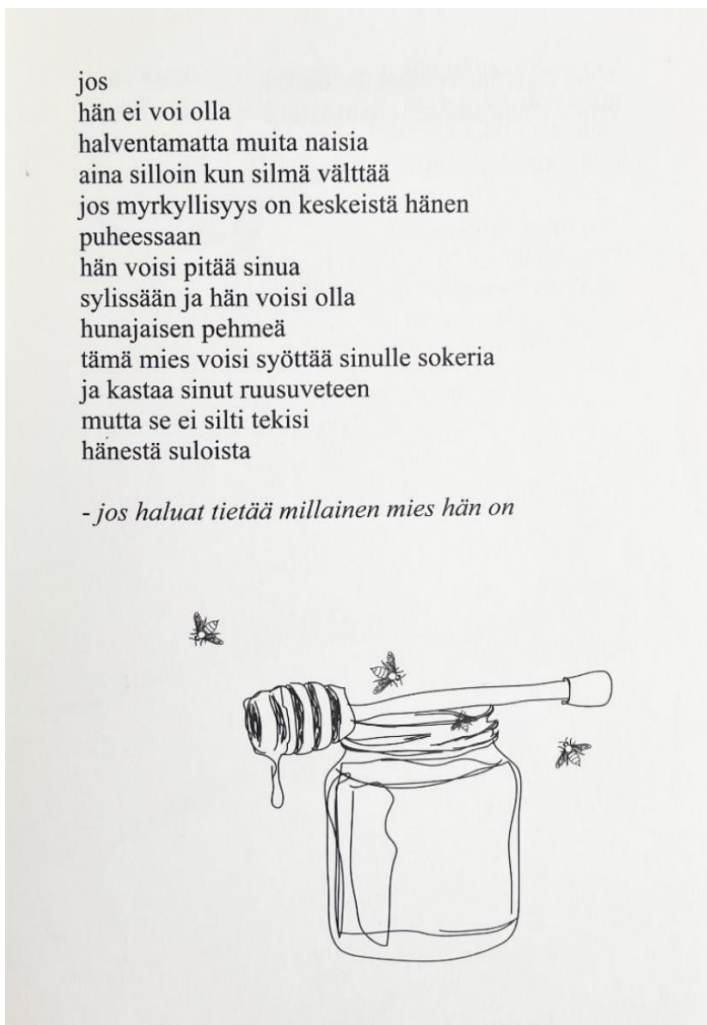 jos
hän ei voi olla
halventamatta muita naisia
aina silloin kun silmä välttää
jos myrkyllisyys on keskeistä hänen
puheessaan
hän voisi pitää sinua
sylissään ja hän voisi olla
hunajaisen pehmeä
tämä mies voisi syöttää sinulle sokeria
ja kastaa sinut ruusuveteen
mutta se ei silti tekisi
hänestä suloista
- jos haluat tietää millainen mies hän on